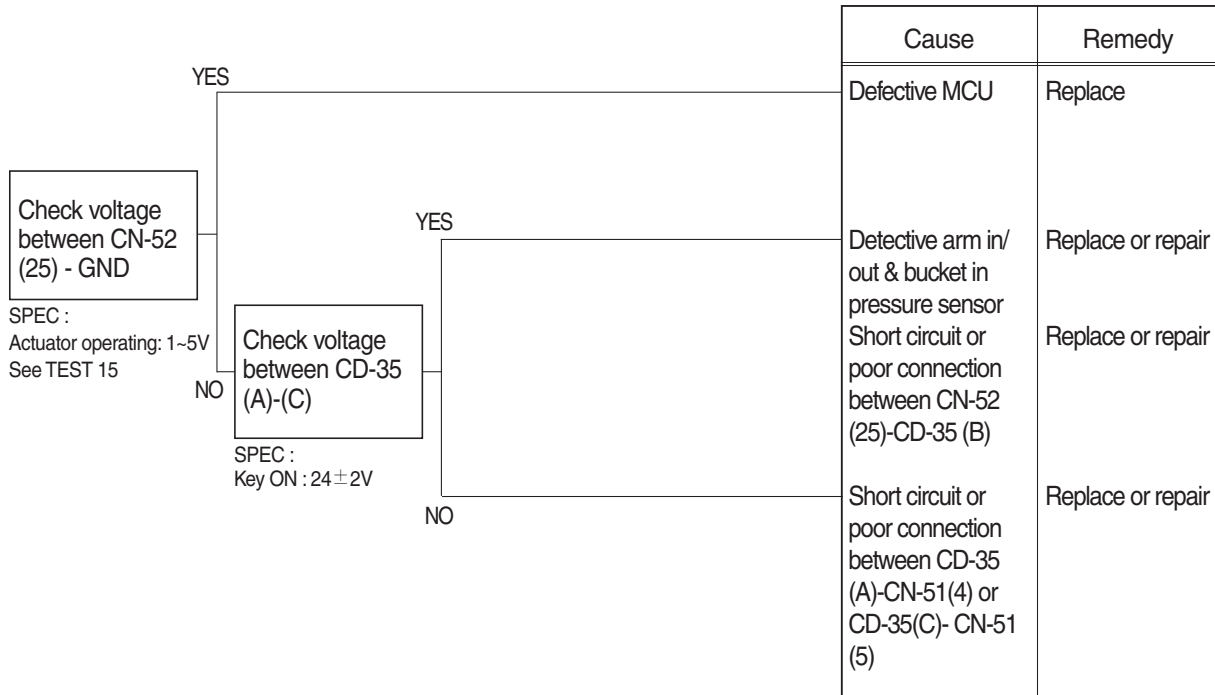 Cause
Remedy
YES
Defective MCU
Replace
Check voltage
between CN-52
(25) - GND
SPEC :
Actuator operating: 1~5V
See TEST 15
NO
Check voltage
between CD-35
(A)-(C)
SPEC :
Key ON : 24±2V
YES
Detective arm in/
out & bucket in
pressure sensor
Replace or repair
Short circuit or
poor connection
between CN-52
(25)-CD-35 (B)
Replace or repair
NO
Short circuit or
poor connection
between CD-35
(A)-CN-51(4) or
CD-35(C)- CN-51
(5)
Replace or repair